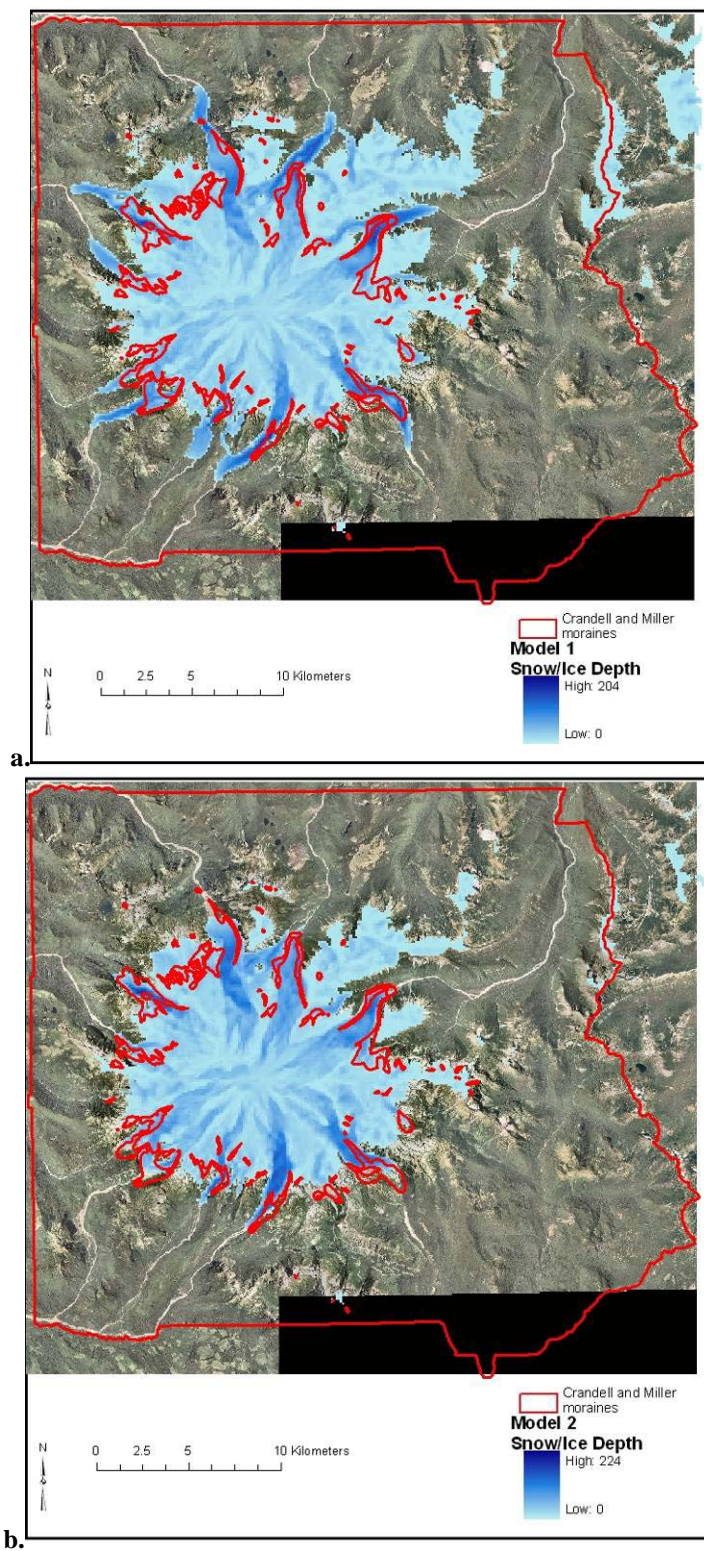 Crandell and Miller
moraines
Model 1
Snow/Ice Depth
High: 204
Low: 0
N
0 2.5 5 10 Kilometers
a.
Crandell and Miller
moraines
Model 2
Snow/Ice Depth
High: 224
Low: 0
N
0 2.5 5 10 Kilometers
b.